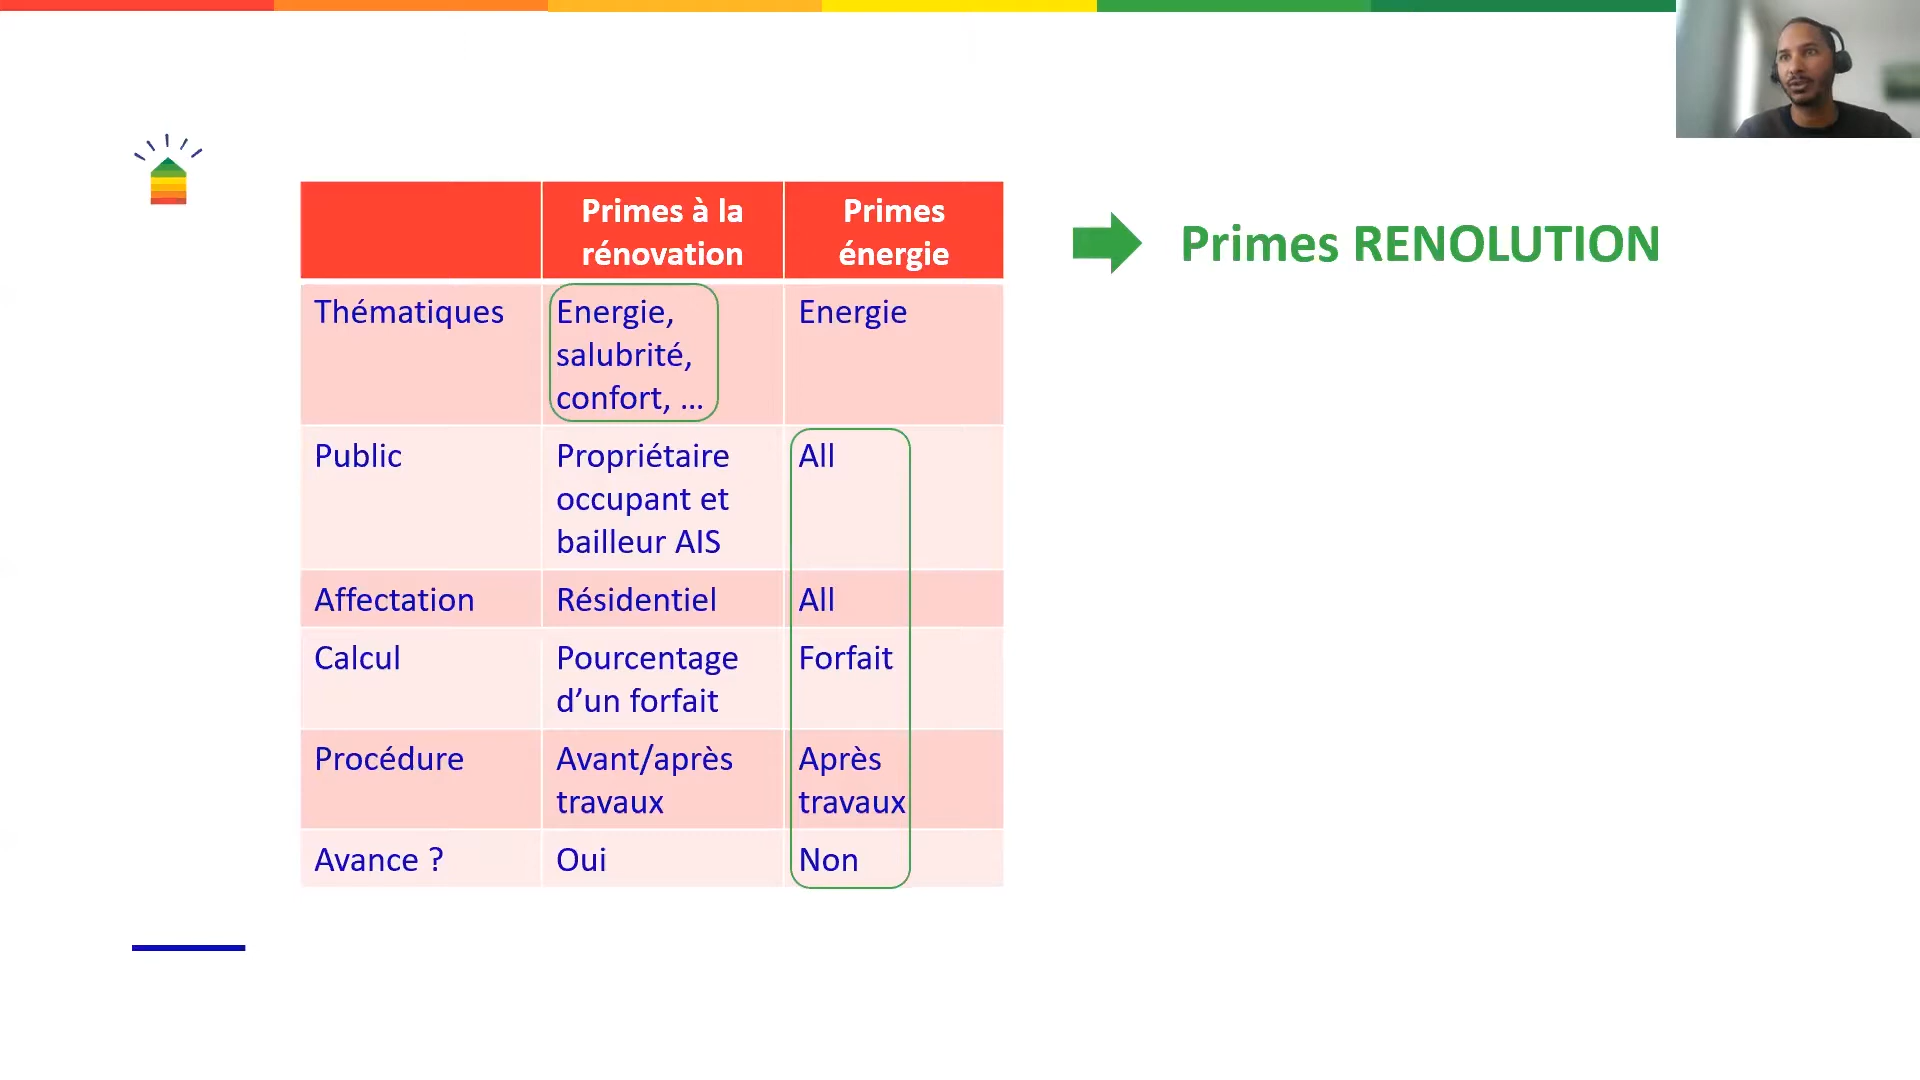 Primes à la
rénovation
Primes
énergie
Primes RENOLUTION
Thématiques
Energie,
salubrité,
confort, ...
Energie
Public
Propriétaire
occupant et
bailleur AIS
All
Affectation
Résidentiel
All
Calcul
Pourcentage
d’un forfait
Forfait
Procédure
Avant/après
travaux
Après
travaux
Avance ?
Oui
Non